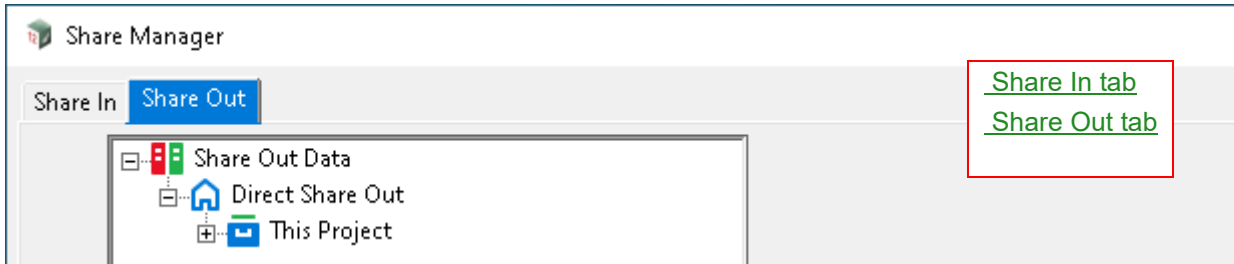 Share Manager
Share In Share Out
Share In tab
Share Out tab
Share Out Data
Direct Share Out
This Project